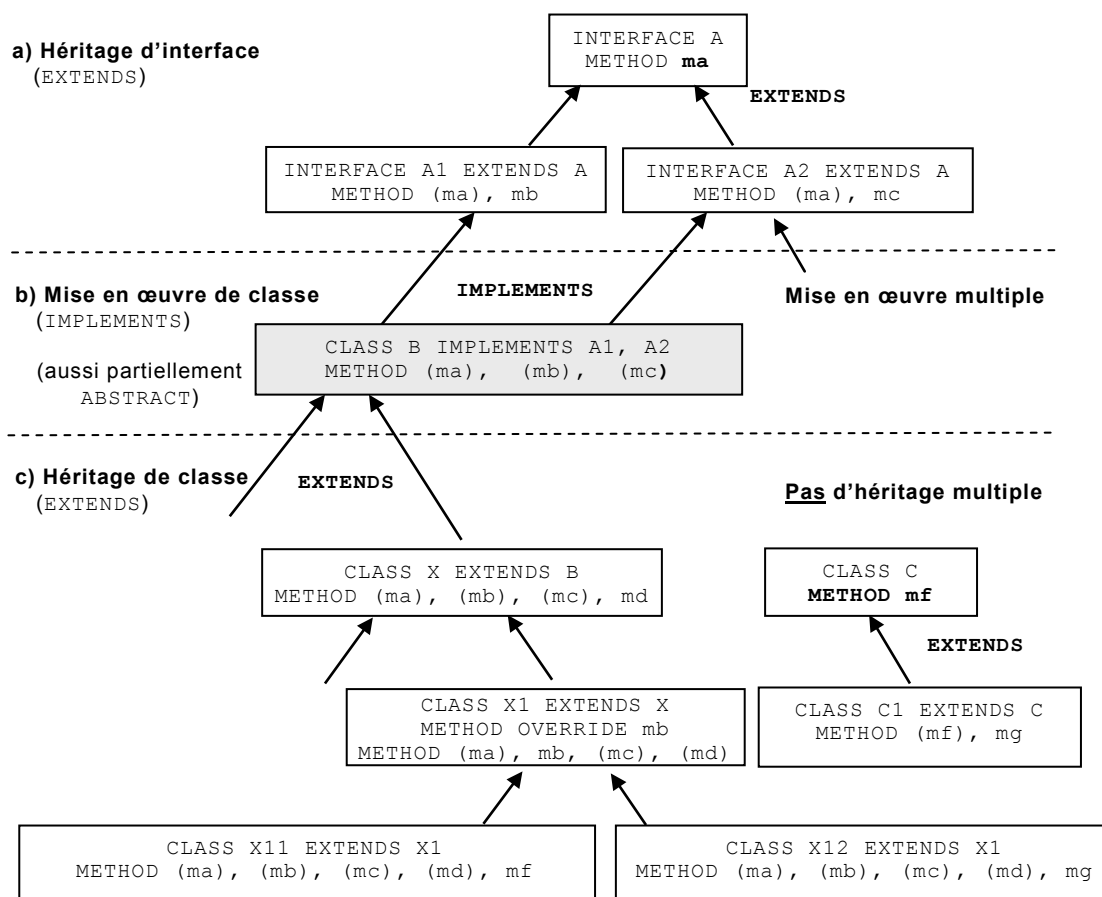 a) Héritage d'interface
(EXTENDS)
INTERFACE A
METHOD ma
EXTENDS
INTERFACE A1 EXTENDS A
METHOD (ma), mb
INTERFACE A2 EXTENDS A
METHOD (ma), mc
b) Mise en œuvre de classe
(IMPLEMENTS)
(aussi partiellement
ABSTRACT)
IMPLEMENTS
Mise en œuvre multiple
CLASS B IMPLEMENTS A1, A2
METHOD (ma), (mb), (mc)
c) Héritage de classe
(EXTENDS)
EXTENDS
Pas d'héritage multiple
CLASS X EXTENDS B
METHOD (ma), (mb), (mc), md
CLASS C
METHOD mf
EXTENDS
CLASS X1 EXTENDS X
METHOD OVERRIDE mb
METHOD (ma), mb, (mc), (md)
CLASS C1 EXTENDS C
METHOD (mf), mg
CLASS X11 EXTENDS X1
METHOD (ma), (mb), (mc), (md), mf
CLASS X12 EXTENDS X1
METHOD (ma), (mb), (mc), (md), mg